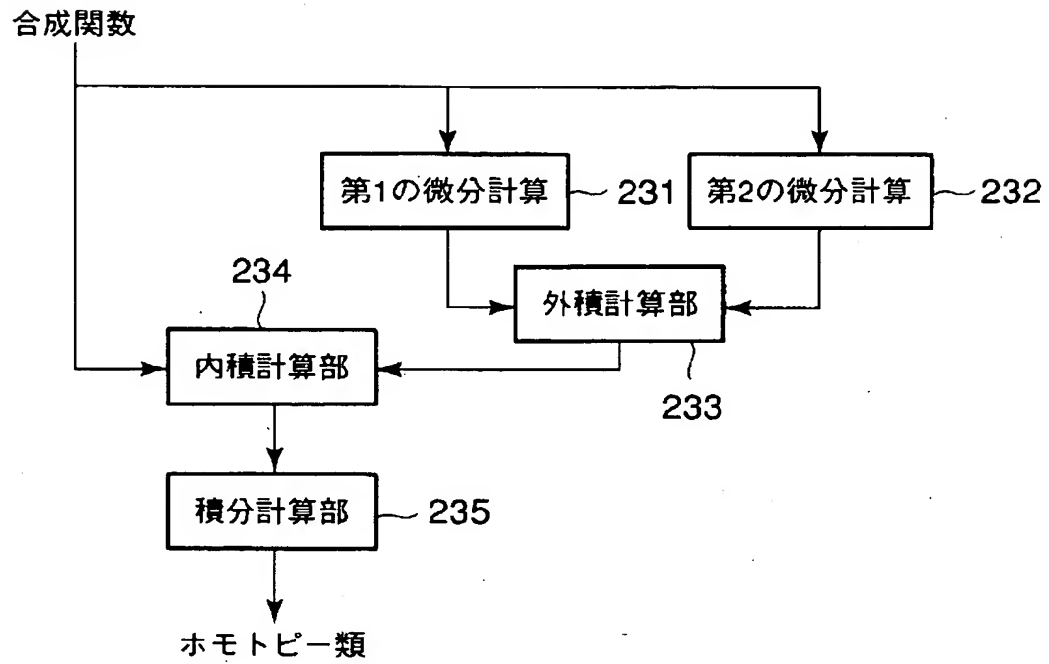 合成関数
第1の微分計算
231
第2の微分計算
232
234
外積計算部
内積計算部
233
積分計算部
235
ホモトピー類